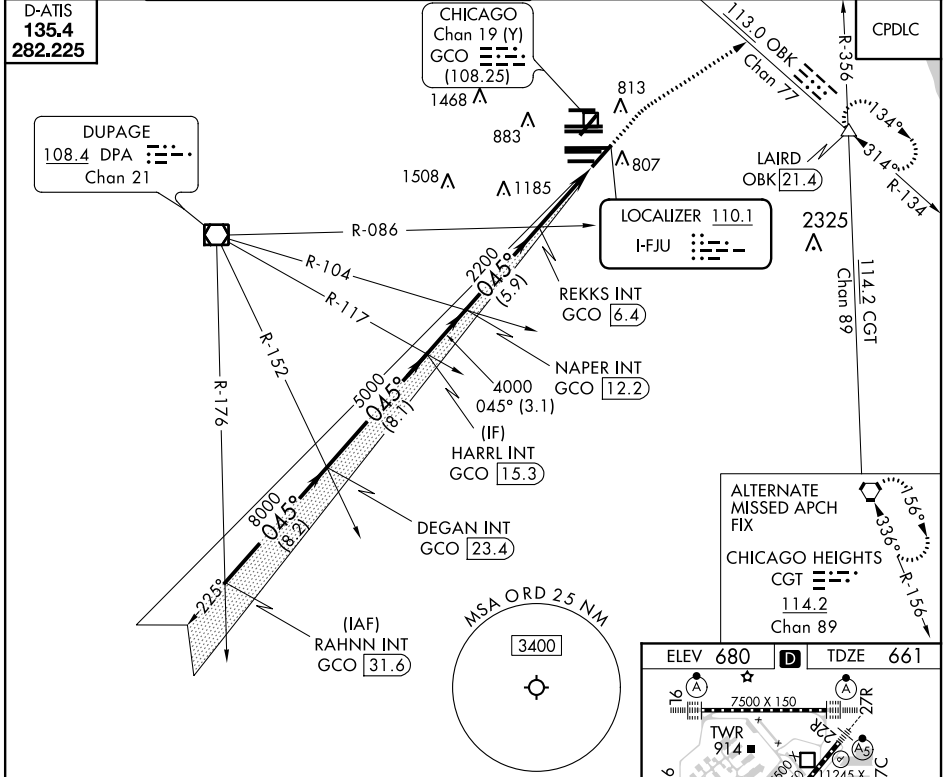 D-ATIS
135.4
282.225
CHICAGO
Chan 19 (Y)
GCO
(108.25)
113.0 OBK
Chan 77
R-356
CPDLC
1468
813
883
807
134°
314°
R-134
LAIRD
OBK 21.4
DUPAGE
108.4 DPA
Chan 21
1508
1185
LOCALIZER 110.1
I-FJU
2325
114.2 CGT
Chan 89
R-086
R-104
R-117
R-152
R-176
2200
045°
(5.9)
REKKS INT
GCO 6.4
NAPER INT
GCO 12.2
4000
045° (3.1)
5000
045°
(8.1)
(IF)
HARRL INT
GCO 15.3
DEGAN INT
GCO 23.4
8000
045°
(8.2)
225°
(IAF)
RAHNN INT
GCO 31.6
MSA ORD 25 NM
3400
ALTERNATE
MISSED APCH
FIX
CHICAGO HEIGHTS
CGT
114.2
Chan 89
156°
336°
R-156
ELEV 680 D TDZE 661
A
A
9L
7500 X 150
27R
22R
TWR
914
A5
7C
11245 X